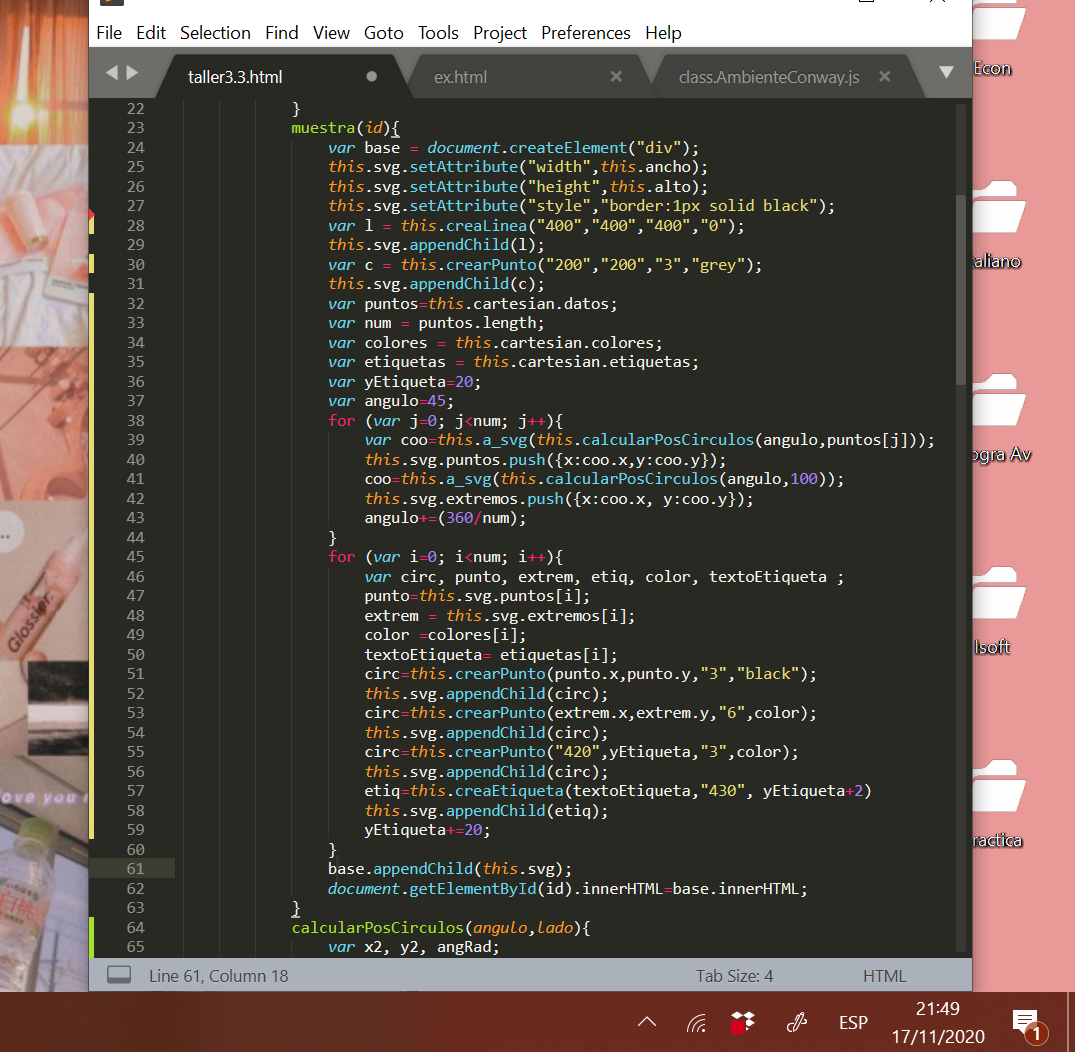 File Edit Selection Find View Goto Tools Project Preferences Help
taller3.3.html ex.html class.AmbienteConway.js
22 }
23 muestra(id){
24 var base = document.createElement("div");
25 this.svg.setAttribute("width",this.ancho);
26 this.svg.setAttribute("height",this.alto);
27 this.svg.setAttribute("style","border:1px solid black");
28 var l = this.creaLinea("400","400","400","0");
29 this.svg.appendChild(l);
30 var c = this.crearPunto("200","200","3","grey");
31 this.svg.appendChild(c);
32 var puntos=this.cartesian.datos;
33 var num = puntos.length;
34 var colores = this.cartesian.colores;
35 var etiquetas = this.cartesian.etiquetas;
36 var yEtiqueta=20;
37 var angulo=45;
38 for (var j=0; j<num; j++){
39 var coo=this.a_svg(this.calcularPosCirculos(angulo,puntos[j]));
40 this.svg.puntos.push({x:coo.x,y:coo.y});
41 coo=this.a_svg(this.calcularPosCirculos(angulo,100));
42 this.svg.extremos.push({x:coo.x, y:coo.y});
43 angulo+=(360/num);
44 }
45 for (var i=0; i<num; i++){
46 var circ, punto, extrem, etiq, color, textoEtiqueta ;
47 punto=this.svg.puntos[i];
48 extrem = this.svg.extremos[i];
49 color =colores[i];
50 textoEtiqueta= etiquetas[i];
51 circ=this.crearPunto(punto.x,punto.y,"3","black");
52 this.svg.appendChild(circ);
53 circ=this.crearPunto(extrem.x,extrem.y,"6",color);
54 this.svg.appendChild(circ);
55 circ=this.crearPunto("420",yEtiqueta,"3",color);
56 this.svg.appendChild(circ);
57 etiq=this.creaEtiqueta(textoEtiqueta,"430", yEtiqueta+2)
58 this.svg.appendChild(etiq);
59 yEtiqueta+=20;
60 }
61 base.appendChild(this.svg);
62 document.getElementById(id).innerHTML=base.innerHTML;
63 }
64 calcularPosCirculos(angulo,lado){
65 var x2, y2, angRad;
Line 61, Column 18 Tab Size: 4 HTML
Econ
taliano
ogra Av
lsoft
ractica
Glossier.
ove you
ESP
21:49
17/11/2020
1